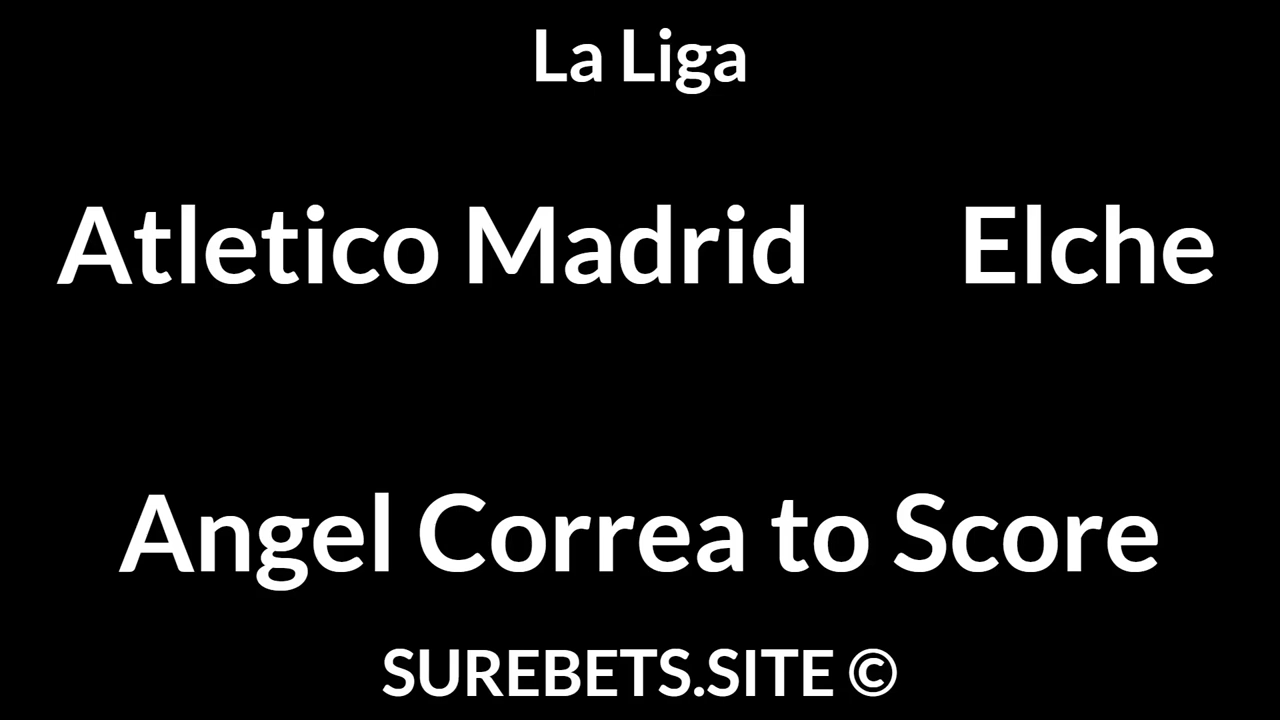 La Liga
Atletico Madrid Elche
Angel Correa to Score
SUREBETS.SITE ©